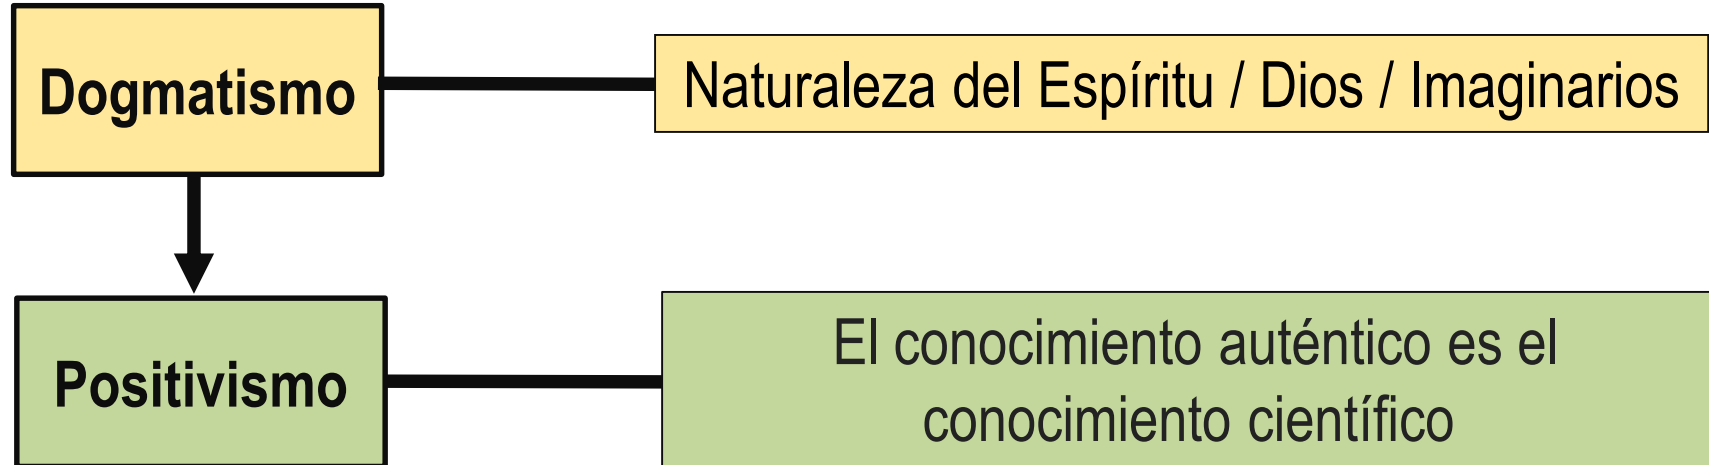 Dogmatismo
Naturaleza del Espíritu / Dios / Imaginarios
Positivismo
El conocimiento auténtico es el
conocimiento científico